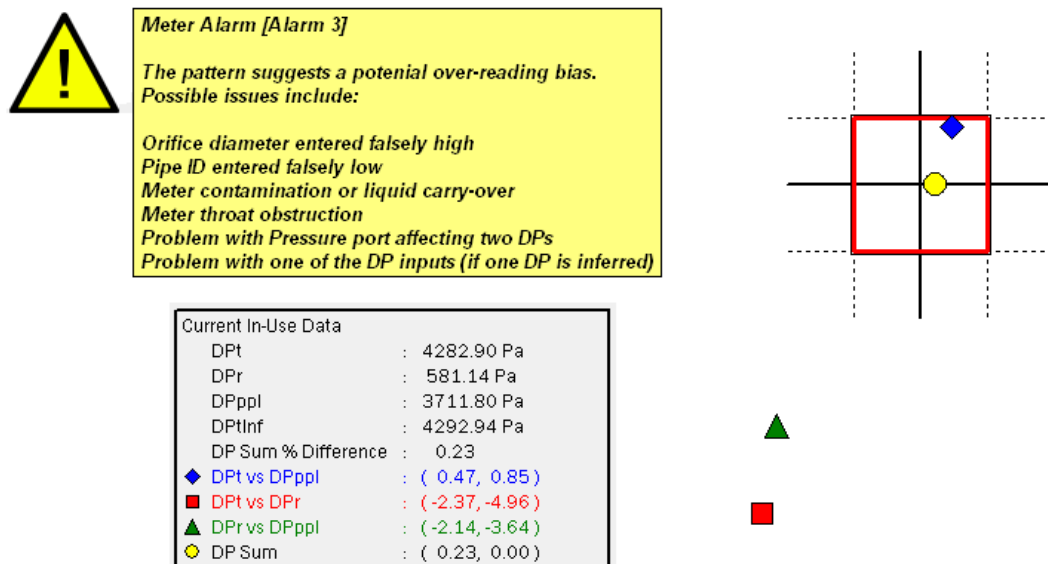 !
Meter Alarm [Alarm 3]
The pattern suggests a potenial over-reading bias.
Possible issues include:
Orifice diameter entered falsely high
Pipe ID entered falsely low
Meter contamination or liquid carry-over
Meter throat obstruction
Problem with Pressure port affecting two DPs
Problem with one of the DP inputs (if one DP is inferred)
Current In-Use Data
DPt : 4282.90 Pa
DPr : 581.14 Pa
DPppl : 3711.80 Pa
DPtInf : 4292.94 Pa
DP Sum % Difference : 0.23
DPt vs DPppl : ( 0.47, 0.85 )
DPt vs DPr : ( -2.37, -4.96 )
DPr vs DPppl : ( -2.14, -3.64 )
DP Sum : ( 0.23, 0.00 )